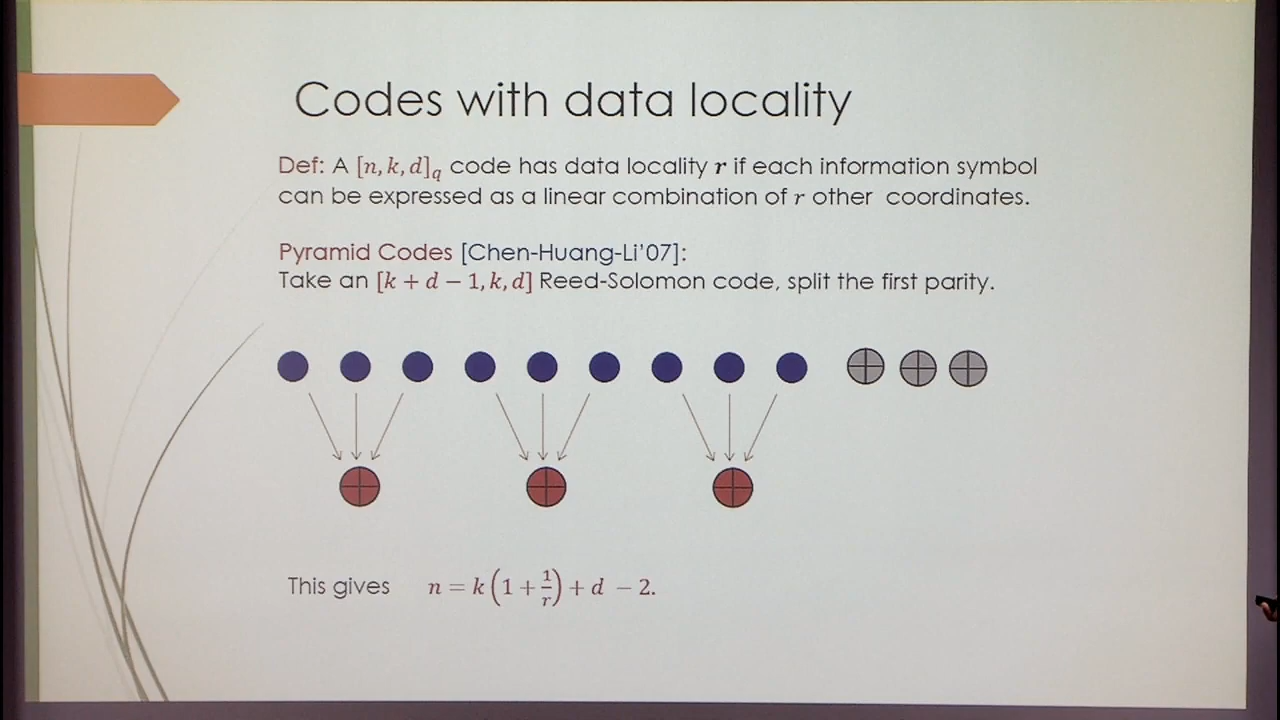 Codes with data locality
Def: A [n, k, d]_q code has data locality r if each information symbol
can be expressed as a linear combination of r other coordinates.
Pyramid Codes [Chen-Huang-Li'07]:
Take an [k + d − 1, k, d] Reed-Solomon code, split the first parity.
This gives n = k(1 + 1/r) + d − 2.